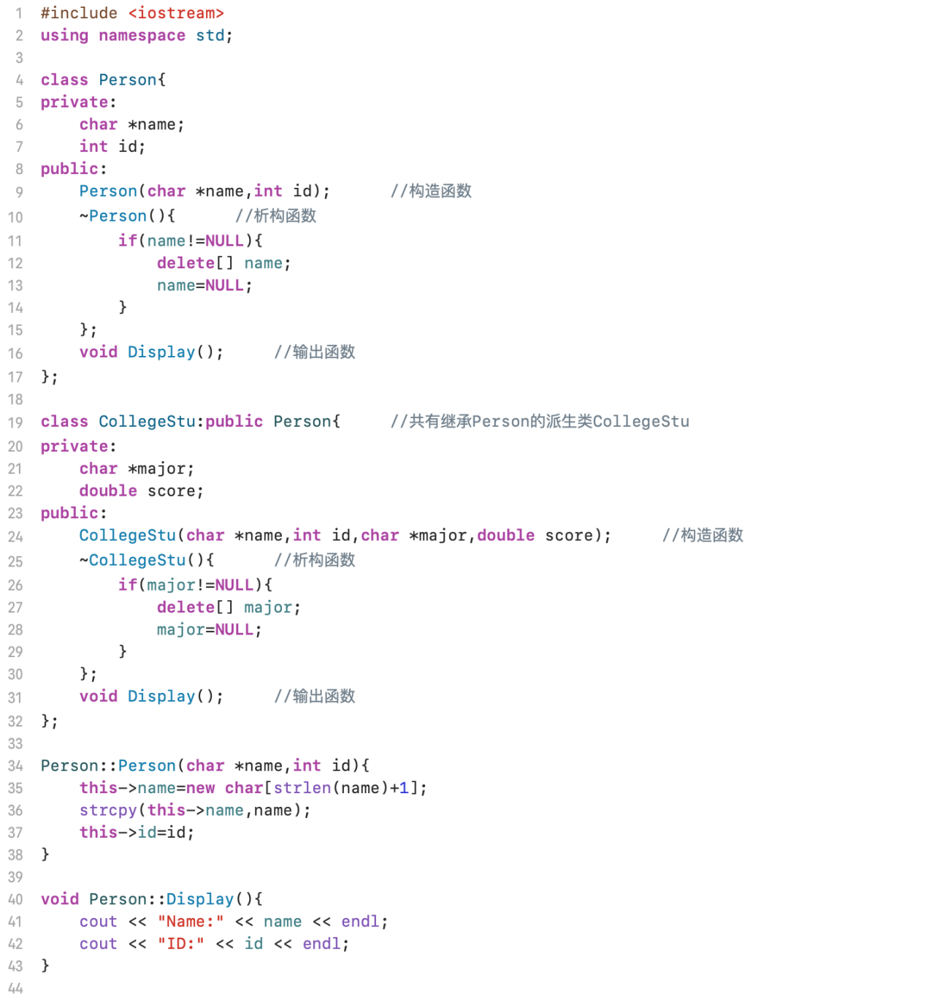 1 #include <iostream>
2 using namespace std;
3
4 class Person{
5 private:
6     char *name;
7     int id;
8 public:
9     Person(char *name,int id);      //构造函数
10     ~Person(){      //析构函数
11         if(name!=NULL){
12             delete[] name;
13             name=NULL;
14         }
15     };
16     void Display();     //输出函数
17 };
18
19 class CollegeStu:public Person{     //共有继承Person的派生类CollegeStu
20 private:
21     char *major;
22     double score;
23 public:
24     CollegeStu(char *name,int id,char *major,double score);     //构造函数
25     ~CollegeStu(){      //析构函数
26         if(major!=NULL){
27             delete[] major;
28             major=NULL;
29         }
30     };
31     void Display();     //输出函数
32 };
33
34 Person::Person(char *name,int id){
35     this->name=new char[strlen(name)+1];
36     strcpy(this->name,name);
37     this->id=id;
38 }
39
40 void Person::Display(){
41     cout << "Name:" << name << endl;
42     cout << "ID:" << id << endl;
43 }
44